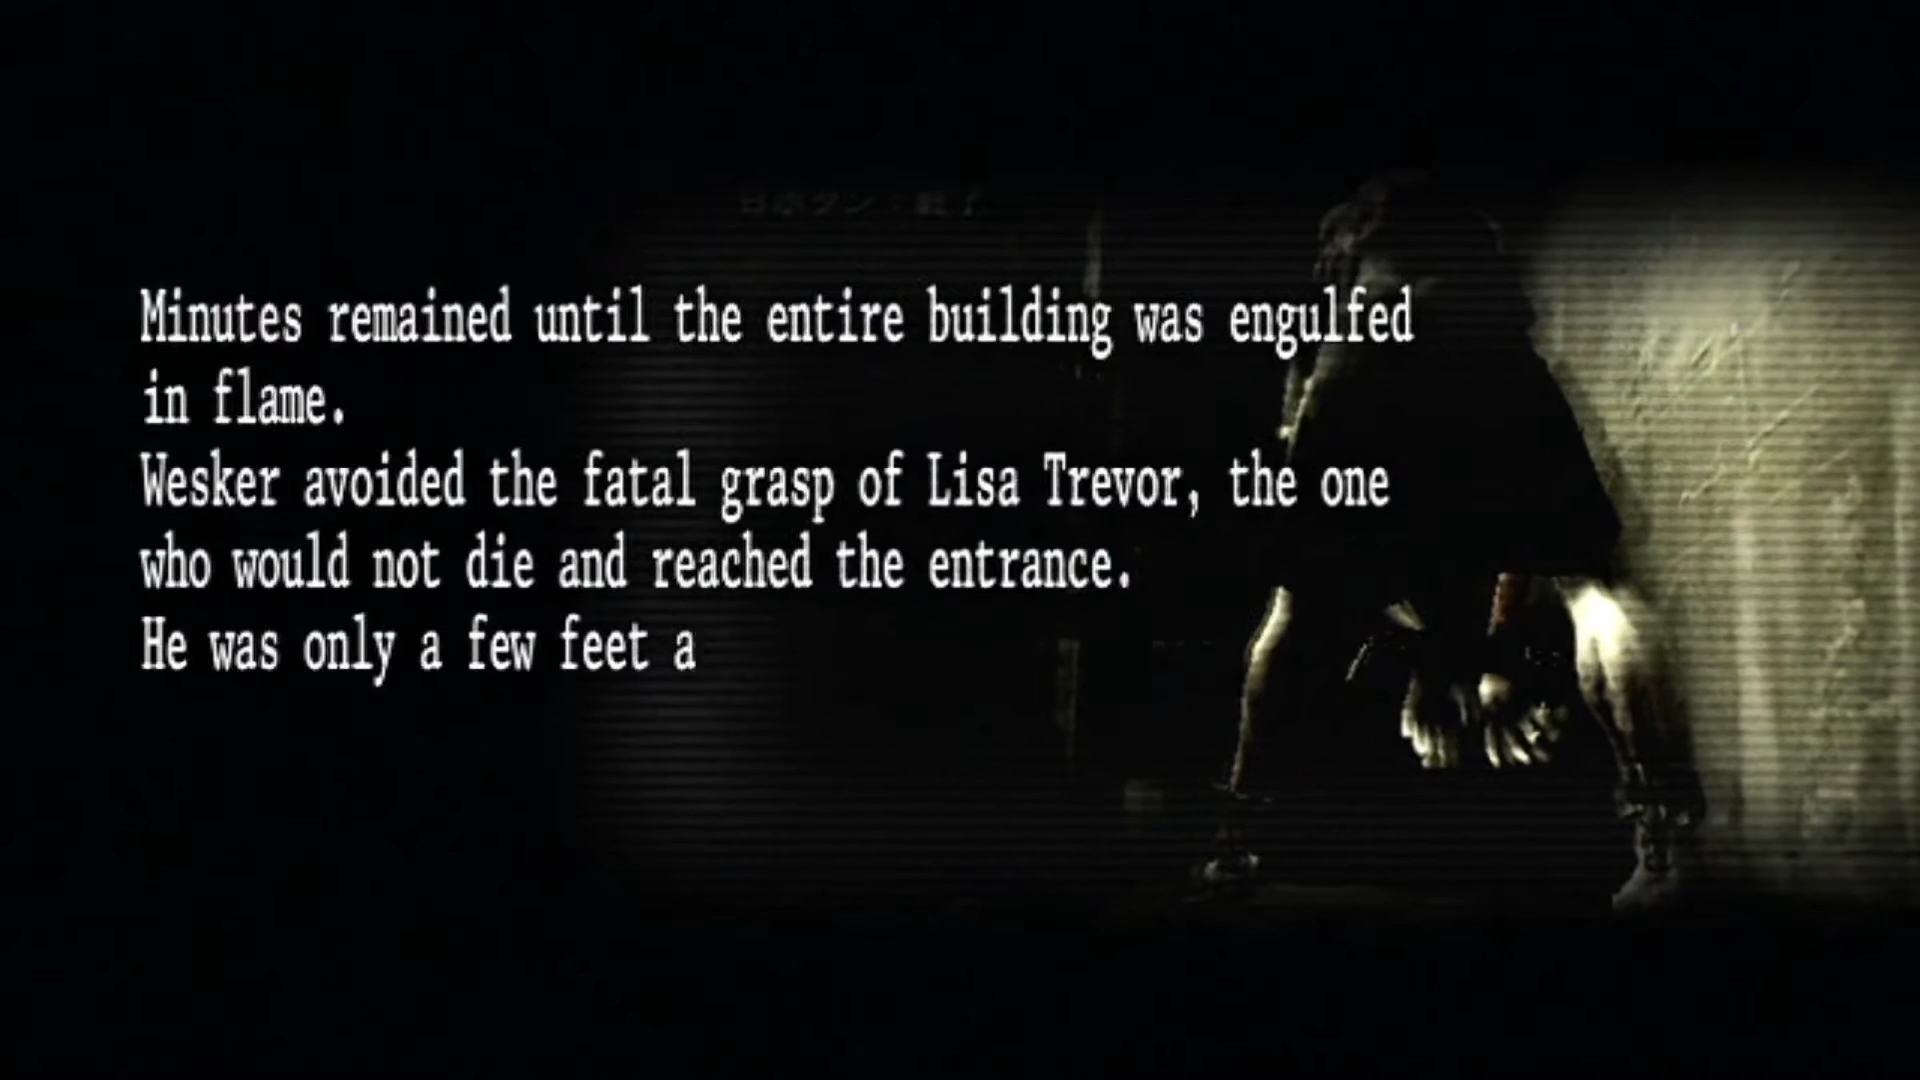 Minutes remained until the entire building was engulfed
in flame.
Wesker avoided the fatal grasp of Lisa Trevor, the one
who would not die and reached the entrance.
He was only a few feet a